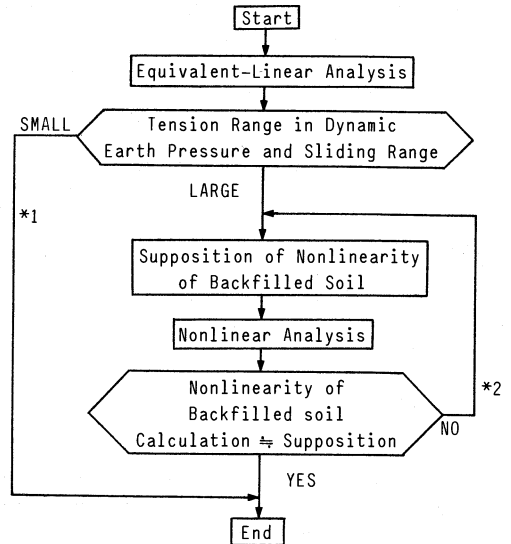 Start
Equivalent-Linear Analysis
SMALL
Tension Range in Dynamic
Earth Pressure and Sliding Range
LARGE
*1
Supposition of Nonlinearity
of Backfilled Soil
Nonlinear Analysis
Nonlinearity of
Backfilled soil
Calculation ≒ Supposition
*2
NO
YES
End